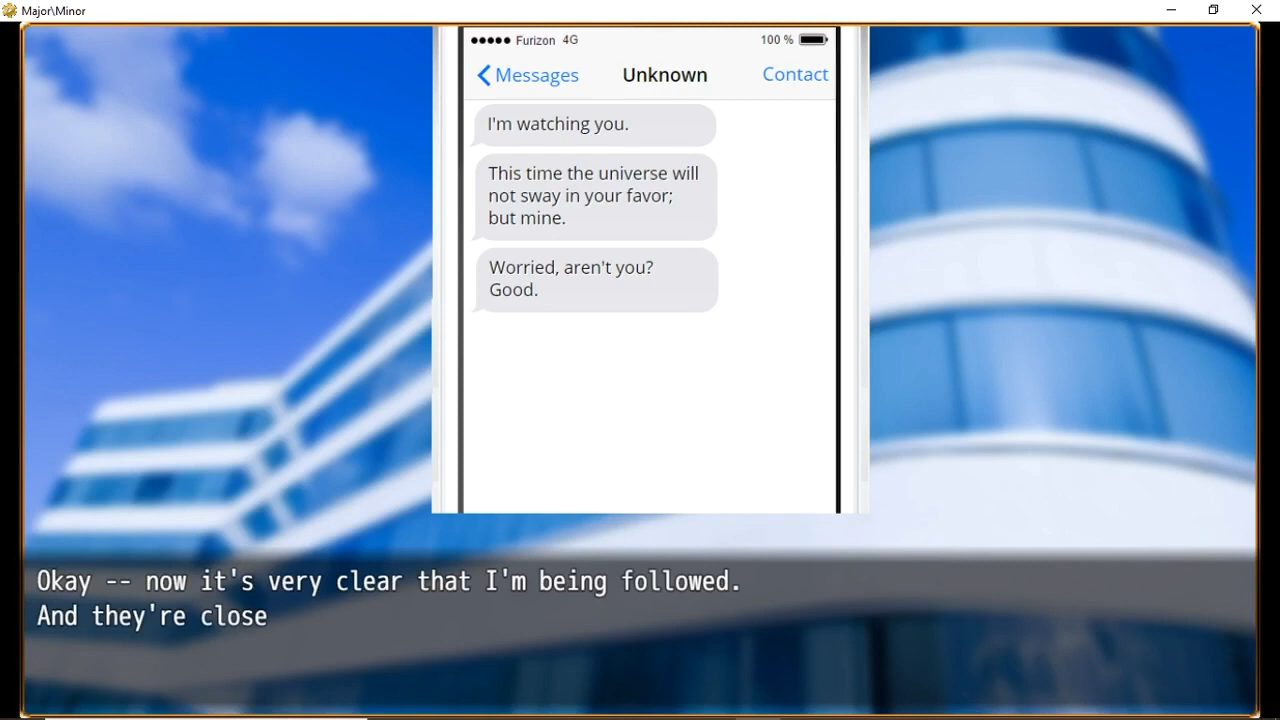 Major\Minor
Furizon 4G
100 %
Messages
Unknown
Contact
I'm watching you.
This time the universe will
not sway in your favor;
but mine.
Worried, aren't you?
Good.
Okay -- now it's very clear that I'm being followed.
And they're close